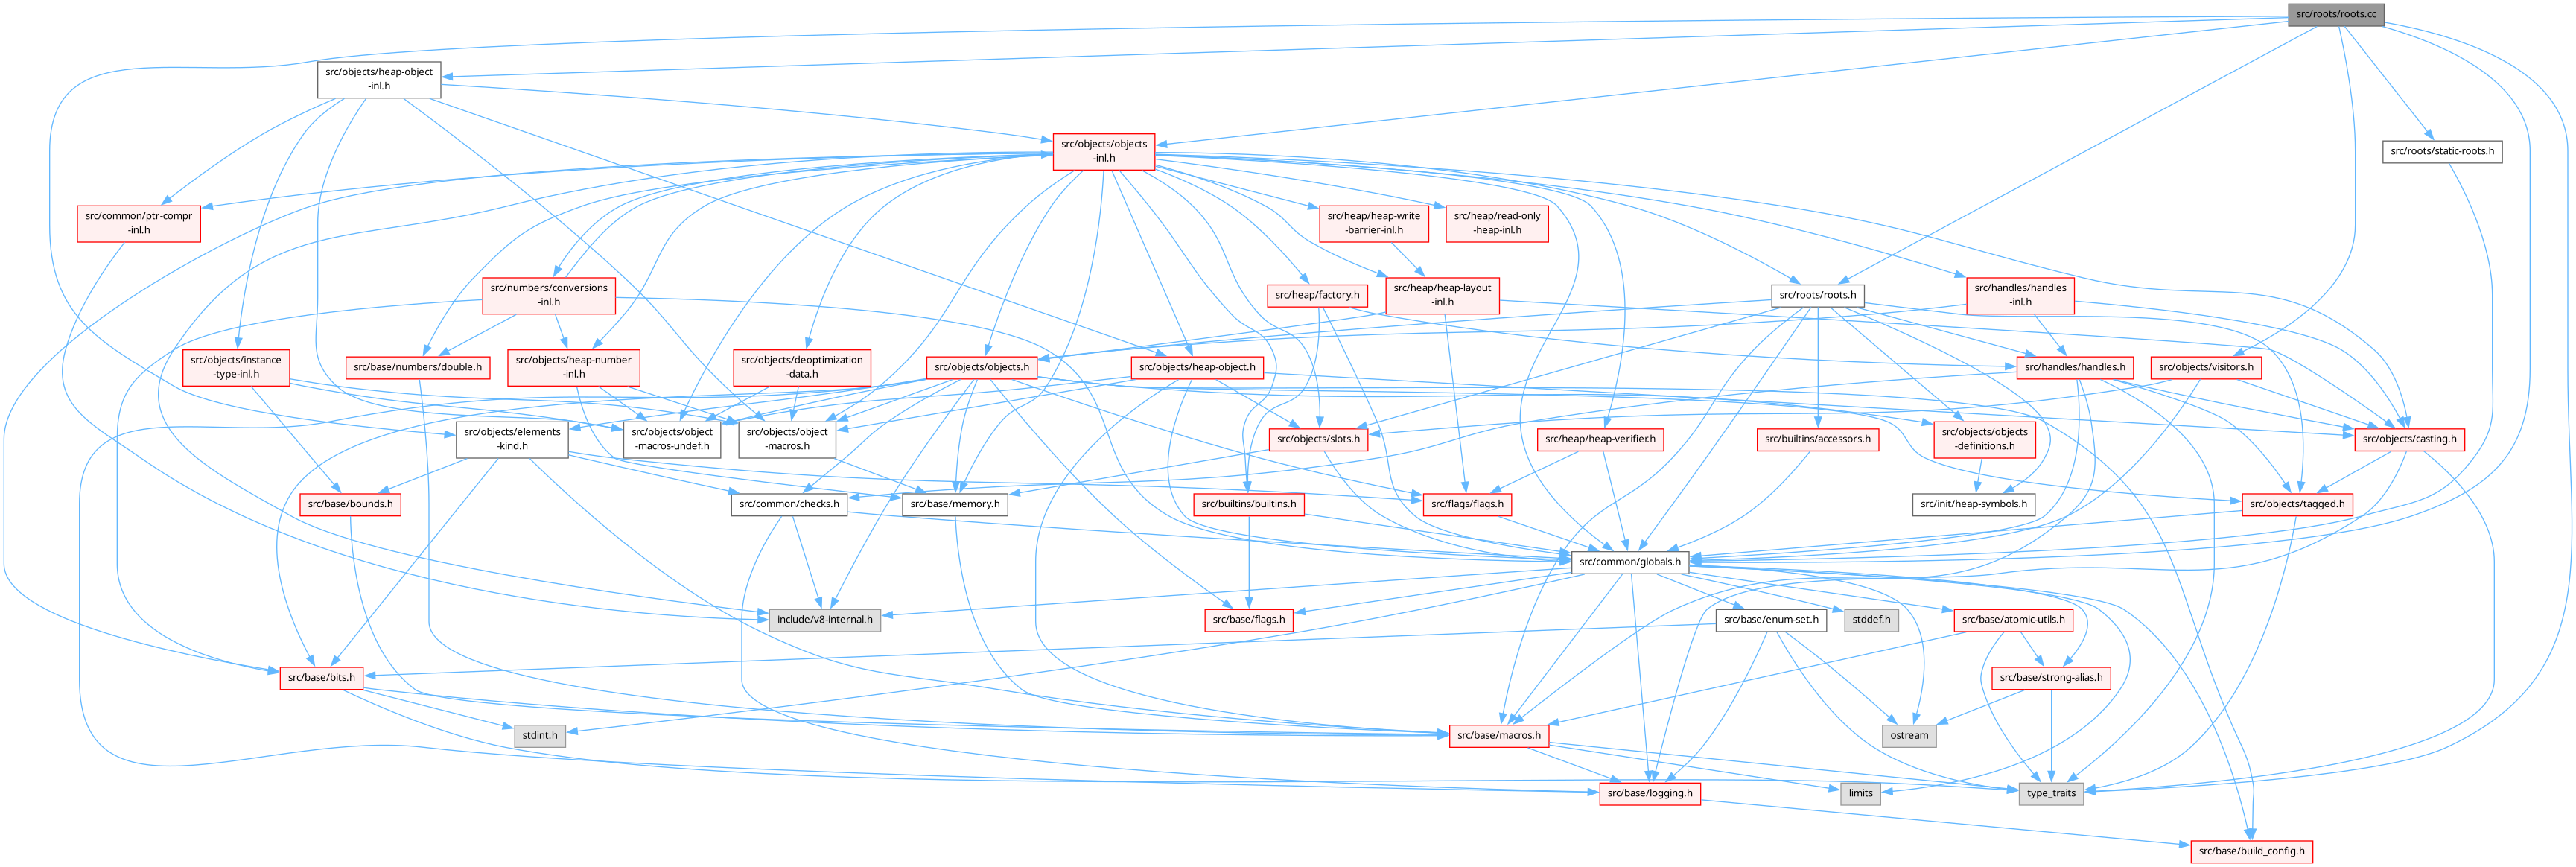 src/roots/roots.cc
src/objects/heap-object
-inl.h
src/objects/objects
-inl.h
src/roots/static-roots.h
src/common/ptr-compr
-inl.h
src/heap/heap-write
-barrier-inl.h
src/heap/read-only
-heap-inl.h
src/numbers/conversions
-inl.h
src/heap/factory.h
src/heap/heap-layout
-inl.h
src/roots/roots.h
src/handles/handles
-inl.h
src/objects/instance
-type-inl.h
src/base/numbers/double.h
src/objects/heap-number
-inl.h
src/objects/deoptimization
-data.h
src/objects/objects.h
src/objects/heap-object.h
src/handles/handles.h
src/objects/visitors.h
src/objects/elements
-kind.h
src/objects/object
-macros-undef.h
src/objects/object
-macros.h
src/objects/slots.h
src/heap/heap-verifier.h
src/builtins/accessors.h
src/objects/objects
-definitions.h
src/objects/casting.h
src/base/bounds.h
src/common/checks.h
src/base/memory.h
src/builtins/builtins.h
src/flags/flags.h
src/init/heap-symbols.h
src/objects/tagged.h
src/common/globals.h
include/v8-internal.h
src/base/flags.h
src/base/enum-set.h
stddef.h
src/base/atomic-utils.h
src/base/bits.h
src/base/strong-alias.h
stdint.h
src/base/macros.h
ostream
src/base/logging.h
limits
type_traits
src/base/build_config.h